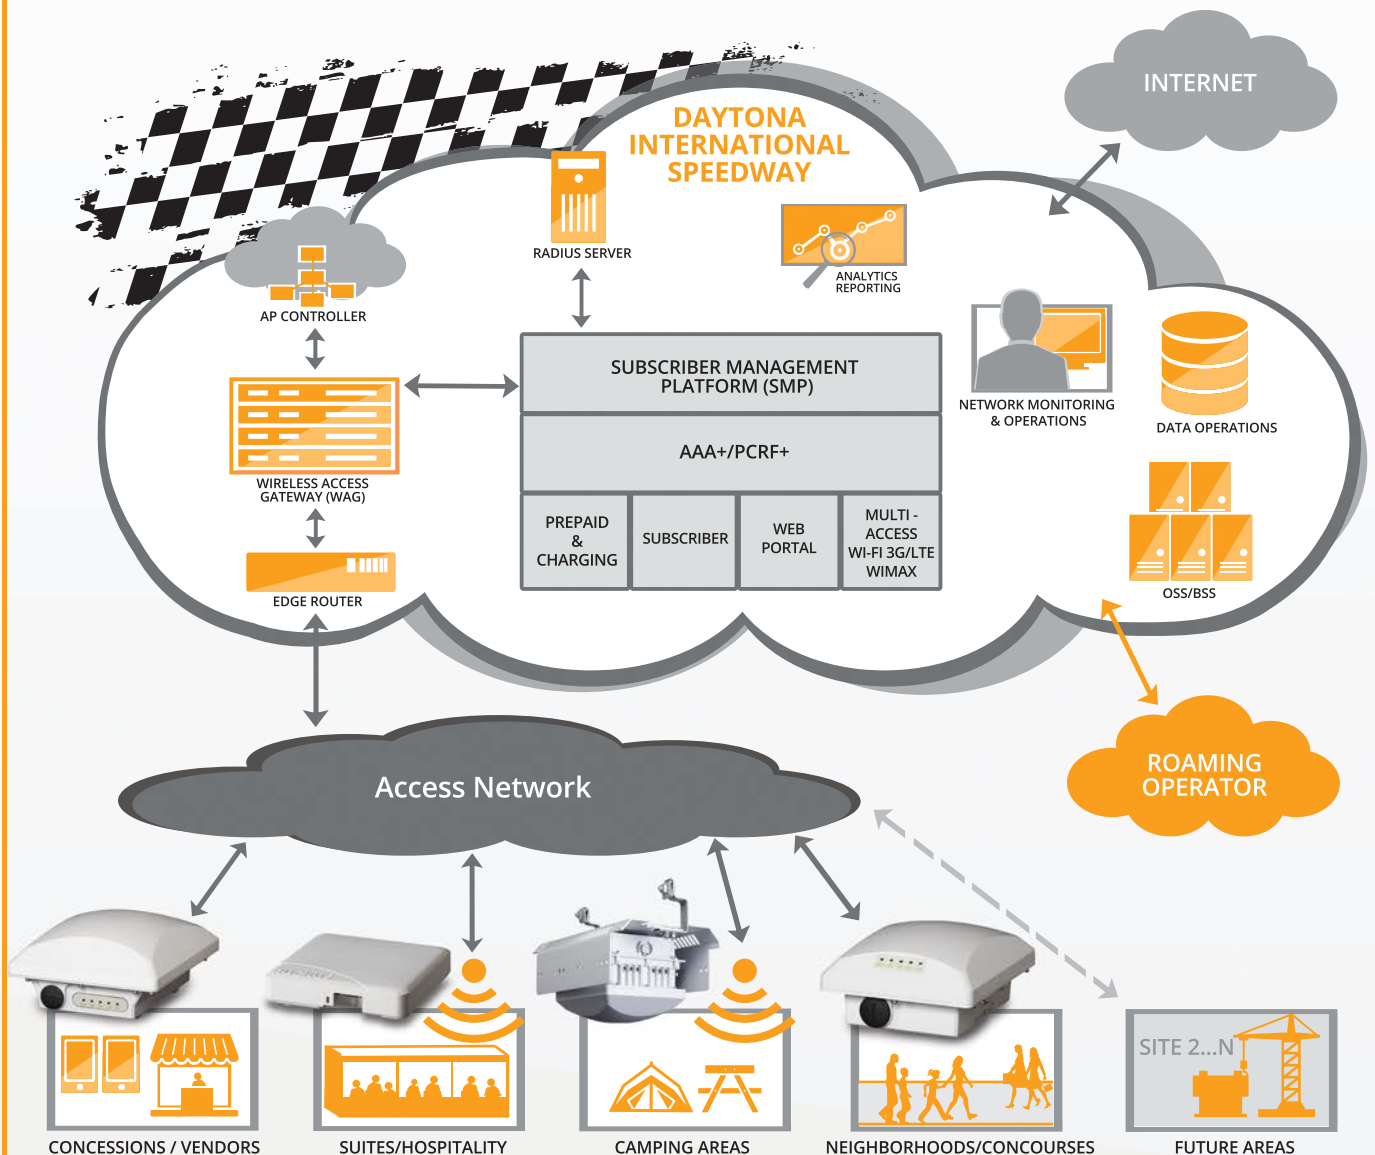 INTERNET
DAYTONA
INTERNATIONAL
SPEEDWAY
RADIUS SERVER
ANALYTICS
REPORTING
AP CONTROLLER
SUBSCRIBER MANAGEMENT
PLATFORM (SMP)
NETWORK MONITORING
& OPERATIONS
DATA OPERATIONS
AAA+/PCRF+
WIRELESS ACCESS
GATEWAY (WAG)
PREPAID
&
CHARGING
SUBSCRIBER
WEB
PORTAL
MULTI -
ACCESS
WI-FI 3G/LTE
WIMAX
EDGE ROUTER
OSS/BSS
Access Network
ROAMING
OPERATOR
SITE 2...N
CONCESSIONS / VENDORS
SUITES/HOSPITALITY
CAMPING AREAS
NEIGHBORHOODS/CONCOURSES
FUTURE AREAS